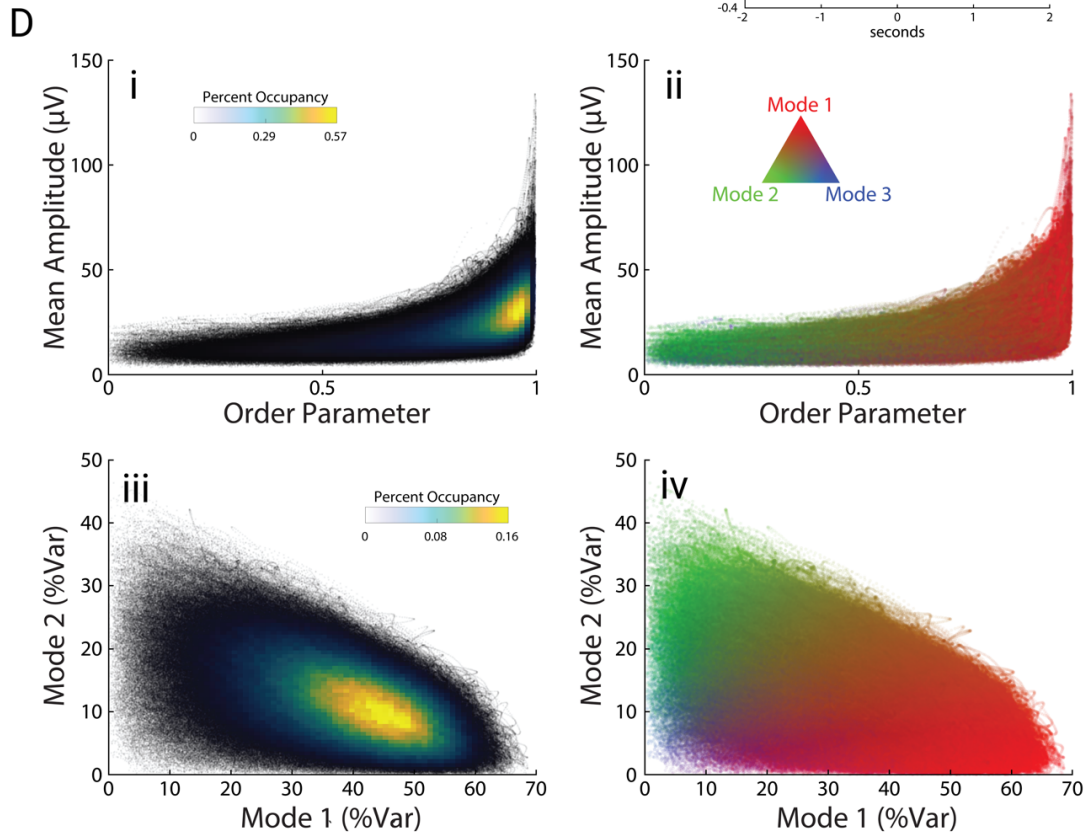 D
-0.4
-2 -1 0 1 2
seconds
i
Percent Occupancy
0 0.29 0.57
150
100
50
0
Mean Amplitude (μV)
0 0.5 1
Order Parameter
ii
Mode 1
Mode 2 Mode 3
150
100
50
0
Mean Amplitude (μV)
0 0.5 1
Order Parameter
iii
Percent Occupancy
0 0.08 0.16
50
40
30
20
10
0
Mode 2 (%Var)
0 10 20 30 40 50 60 70
Mode 1 (%Var)
iv
50
40
30
20
10
0
Mode 2 (%Var)
0 10 20 30 40 50 60 70
Mode 1 (%Var)